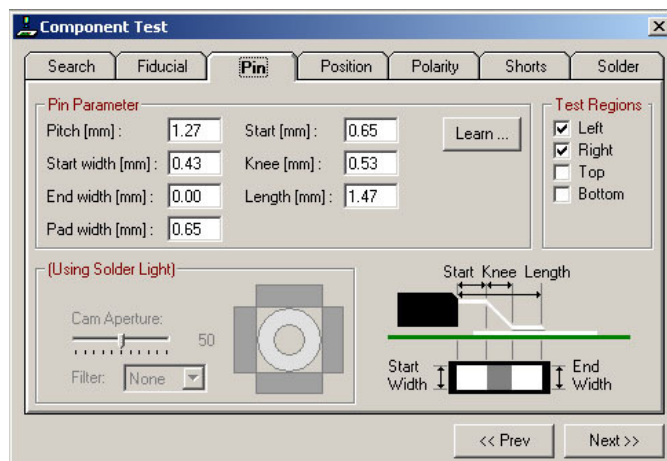 Component Test
Search Fiducial Pin Position Polarity Shorts Solder
Pin Parameter
Pitch [mm] : 1.27 Start [mm] : 0.65 Learn ...
Start width [mm] : 0.43 Knee [mm] : 0.53
End width [mm] : 0.00 Length [mm] : 1.47
Pad width [mm] : 0.65
Test Regions
Left
Right
Top
Bottom
(Using Solder Light)
Cam Aperture:
50
Filter: None
Start Knee Length
Start Width
End Width
<< Prev Next >>